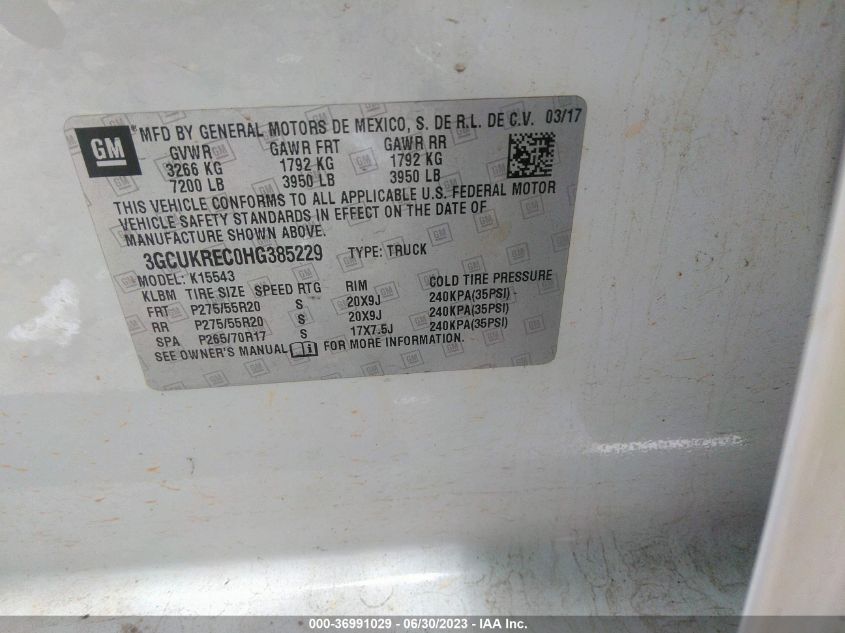 GM
MFD BY GENERAL MOTORS DE MEXICO, S. DE R.L. DE C.V. 03/17
GVWR GAWR FRT GAWR RR
3266 KG 1792 KG 1792 KG
7200 LB 3950 LB 3950 LB
THIS VEHICLE CONFORMS TO ALL APPLICABLE U.S. FEDERAL MOTOR
VEHICLE SAFETY STANDARDS IN EFFECT ON THE DATE OF
MANUFACTURE SHOWN ABOVE.
3GCUKREC0HG385229 TYPE: TRUCK
MODEL: K15543
KLBM TIRE SIZE SPEED RTG RIM COLD TIRE PRESSURE
FRT P275/55R20 S 20X9J 240KPA(35PSI)
RR P275/55R20 S 20X9J 240KPA(35PSI)
SPA P265/70R17 S 17X7.5J 240KPA(35PSI)
SEE OWNER'S MANUAL FOR MORE INFORMATION.
000-36991029 - 06/30/2023 - IAA Inc.